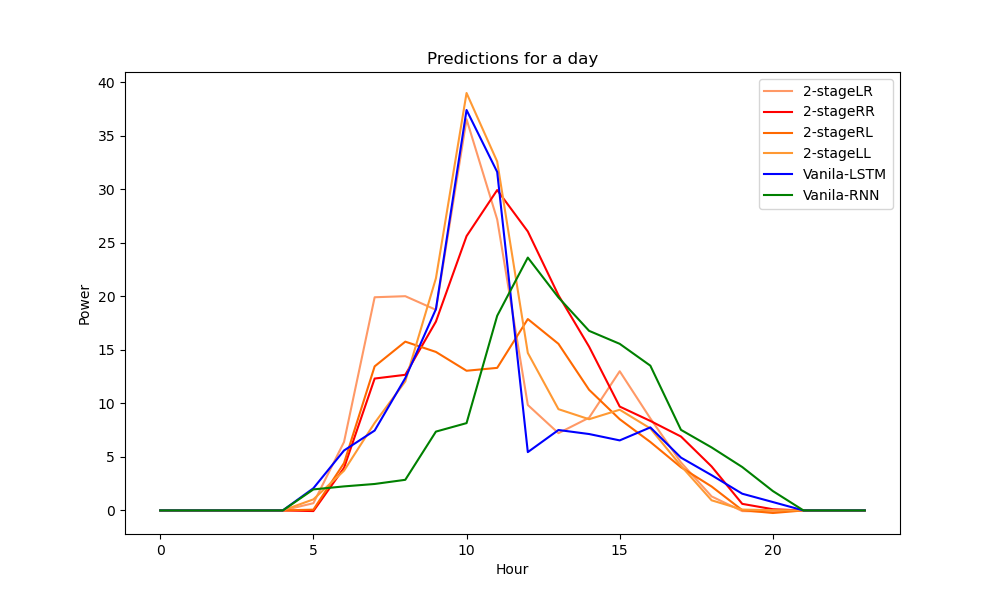 Predictions for a day
40
35
30
25
20
15
10
5
0
Power
0 5 10 15 20
Hour
2-stageLR
2-stageRR
2-stageRL
2-stageLL
Vanila-LSTM
Vanila-RNN